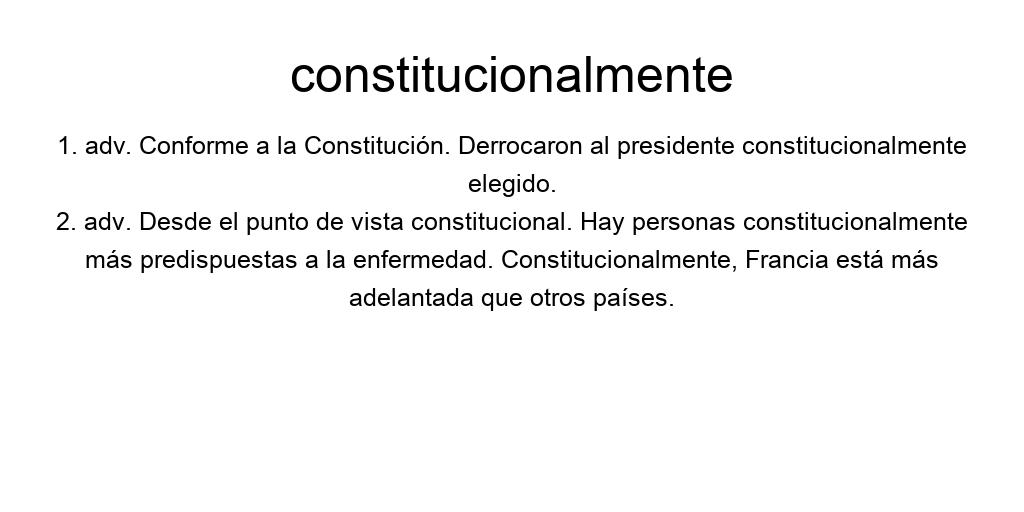 constitucionalmente
1. adv. Conforme a la Constitución. Derrocaron al presidente constitucionalmente
elegido.
2. adv. Desde el punto de vista constitucional. Hay personas constitucionalmente
más predispuestas a la enfermedad. Constitucionalmente, Francia está más
adelantada que otros países.